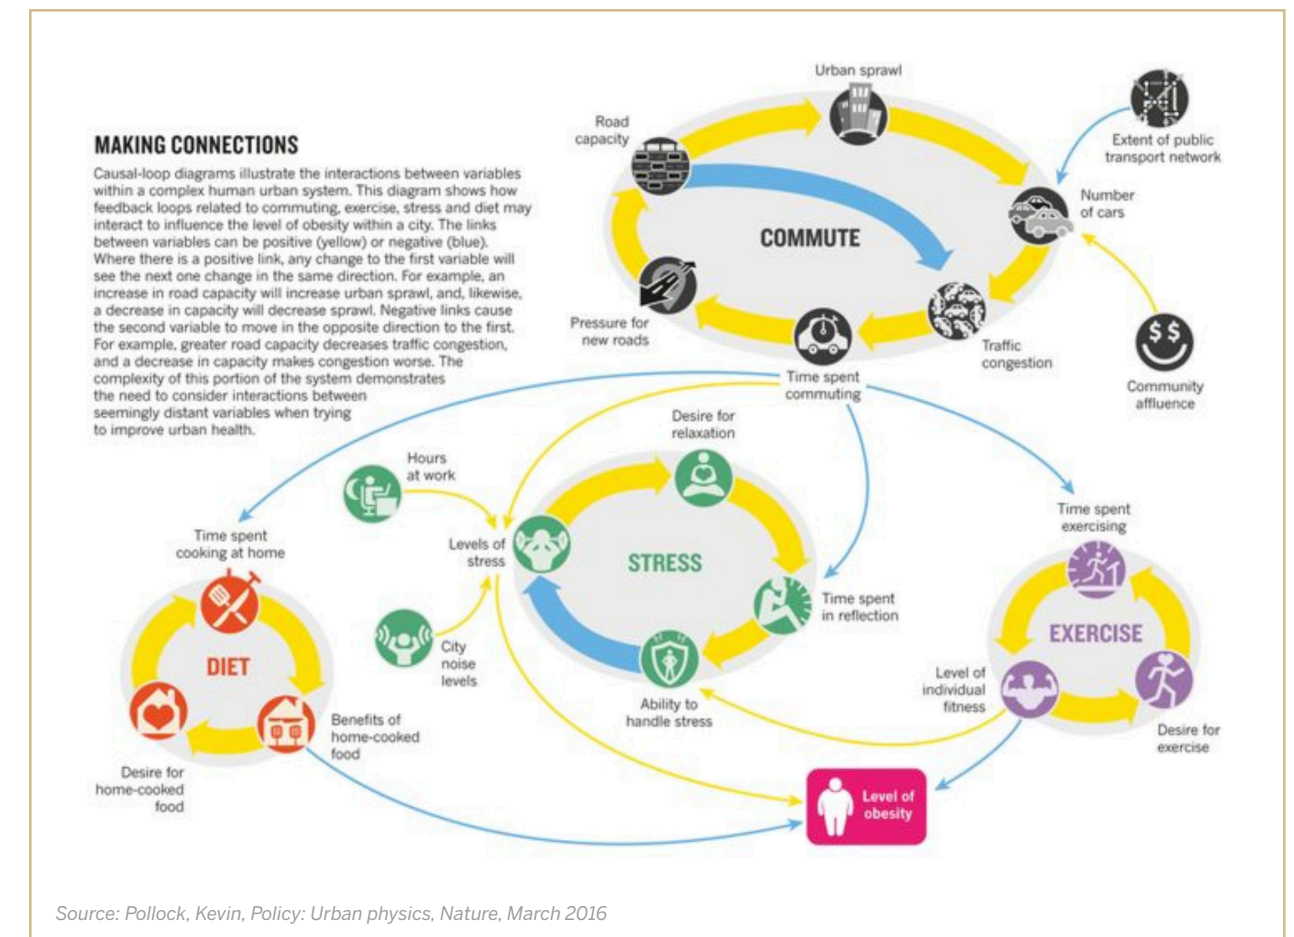 MAKING CONNECTIONS
Causal-loop diagrams illustrate the interactions between variables
within a complex human urban system. This diagram shows how
feedback loops related to commuting, exercise, stress and diet may
interact to influence the level of obesity within a city. The links
between variables can be positive (yellow) or negative (blue).
Where there is a positive link, any change to the first variable will
see the next one change in the same direction. For example, an
increase in road capacity will increase urban sprawl, and, likewise,
a decrease in capacity will decrease sprawl. Negative links cause
the second variable to move in the opposite direction to the first.
For example, greater road capacity decreases traffic congestion,
and a decrease in capacity makes congestion worse. The
complexity of this portion of the system demonstrates
the need to consider interactions between
seemingly distant variables when trying
to improve urban health.
Urban sprawl
Road
capacity
Extent of public
transport network
Number
of cars
COMMUTE
Pressure for
new roads
Traffic
congestion
$ $
Community
affluence
Time spent
commuting
Desire for
relaxation
Hours
at work
Time spent
cooking at home
Levels of
stress
STRESS
Time spent
exercising
Time spent
in reflection
EXERCISE
DIET
City
noise
levels
Ability to
handle stress
Level of
individual
fitness
Desire for
exercise
Benefits of
home-cooked
food
Desire for
home-cooked
food
Level of
obesity
Source: Pollock, Kevin, Policy: Urban physics, Nature, March 2016